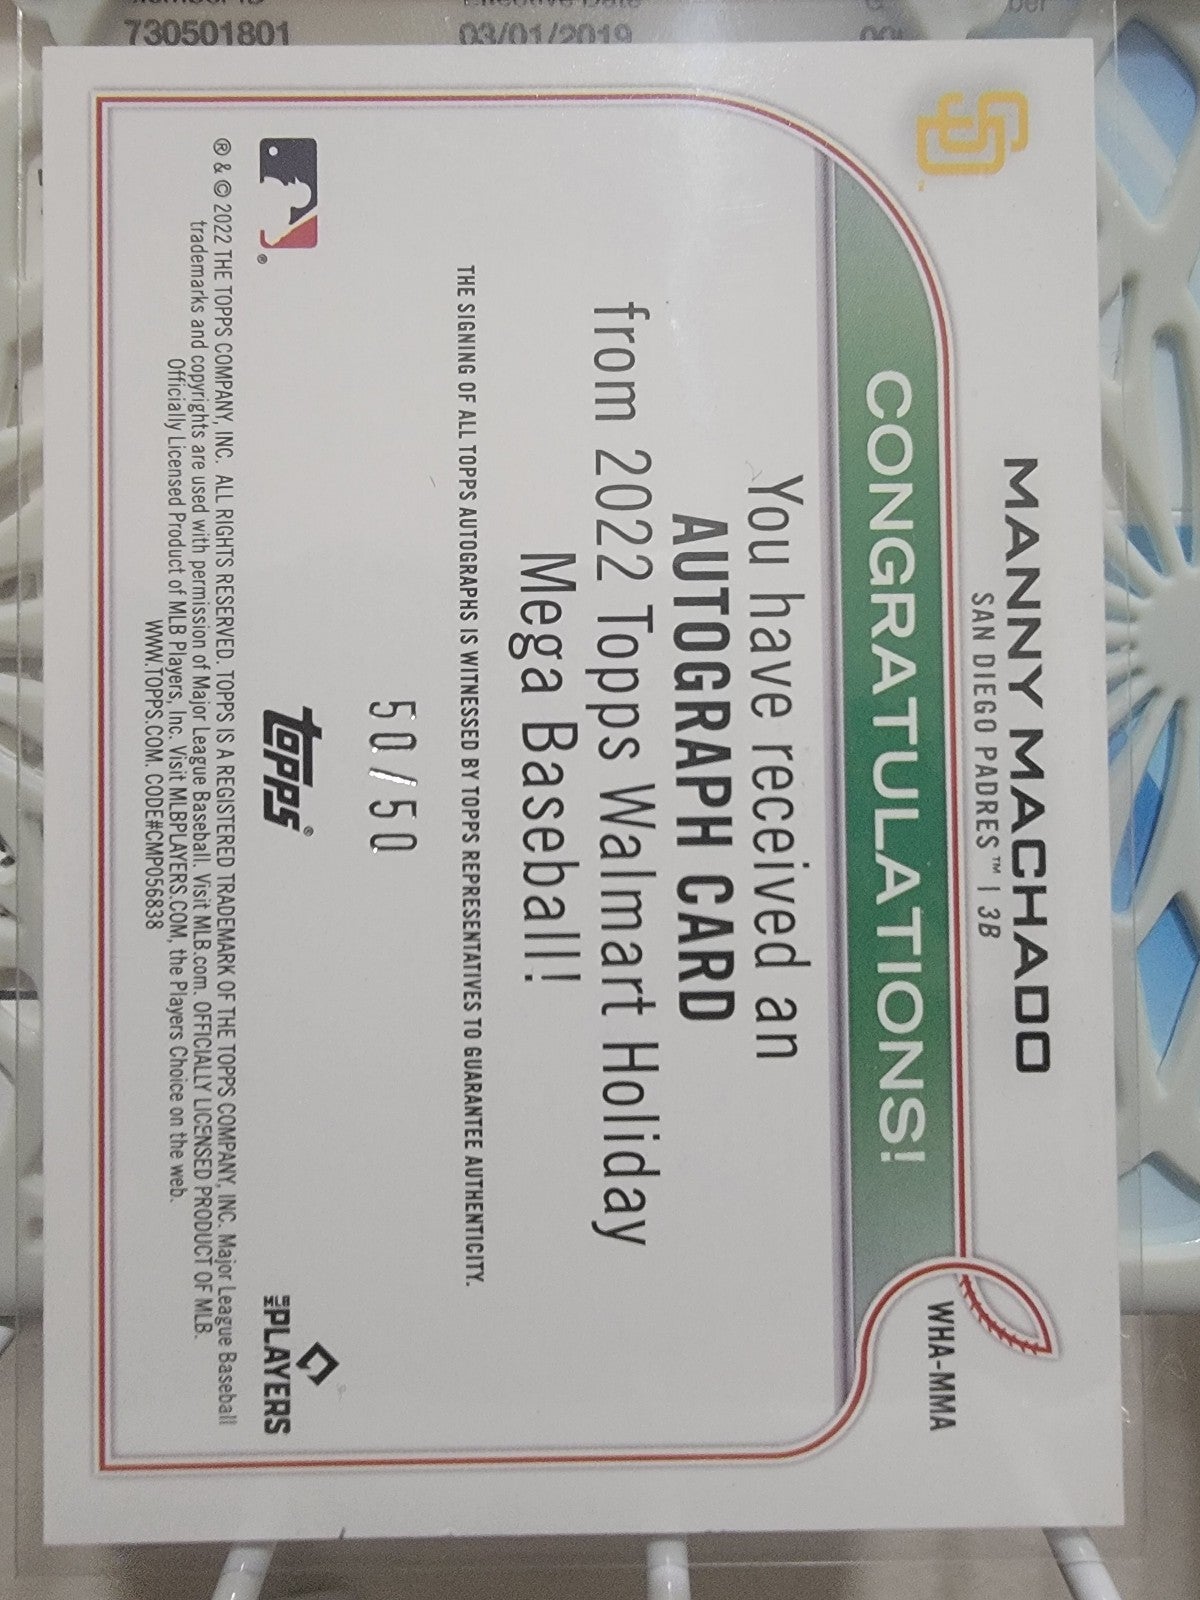 730501801
03/01/2019
SD
MANNY MACHADO
SAN DIEGO PADRES™ | 3B
WHA-MMA
CONGRATULATIONS!
You have received an
AUTOGRAPH CARD
from 2022 Topps Walmart Holiday
Mega Baseball!
THE SIGNING OF ALL TOPPS AUTOGRAPHS IS WITNESSED BY TOPPS REPRESENTATIVES TO GUARANTEE AUTHENTICITY.
50/50
topps®
MLB PLAYERS
® & © 2022 THE TOPPS COMPANY, INC. ALL RIGHTS RESERVED. TOPPS IS A REGISTERED TRADEMARK OF THE TOPPS COMPANY, INC. Major League Baseball
trademarks and copyrights are used with permission of Major League Baseball. Visit MLB.com. OFFICIALLY LICENSED PRODUCT OF MLB.
Officially Licensed Product of MLB Players, Inc. Visit MLBPLAYERS.COM, the Players Choice on the web.
WWW.TOPPS.COM. CODE#CMP056838